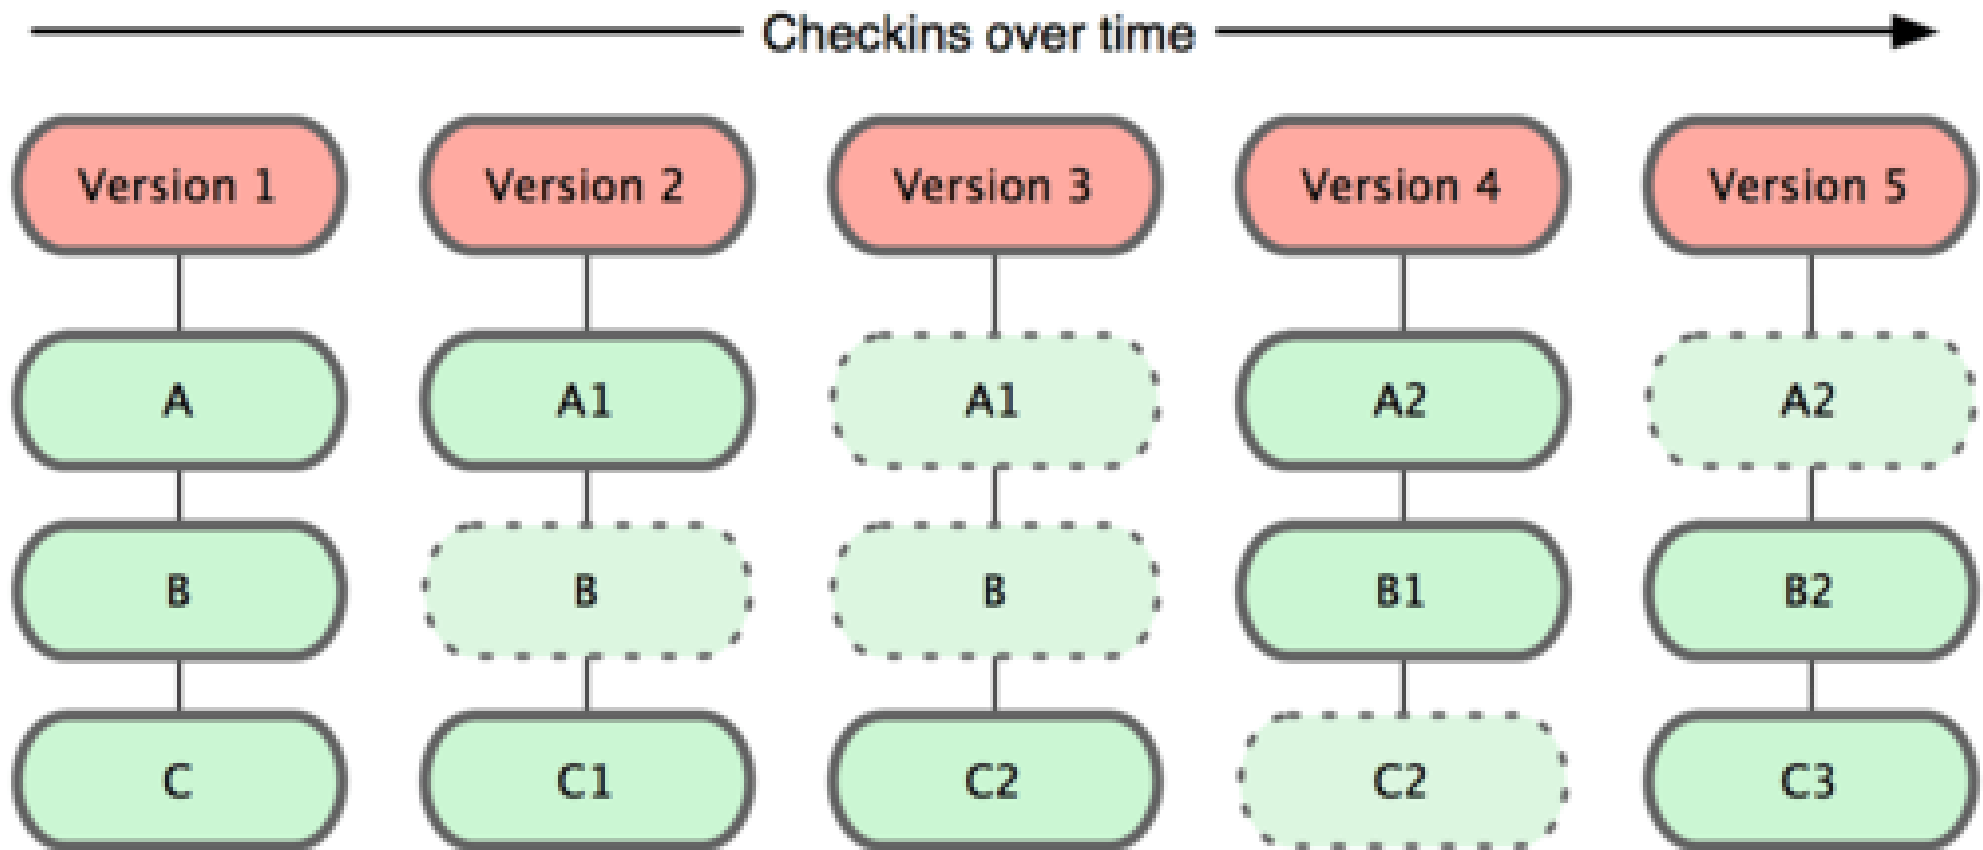 Checkins over time
Version 1 Version 2 Version 3 Version 4 Version 5
A A1 A1 A2 A2
B B B B1 B2
C C1 C2 C2 C3